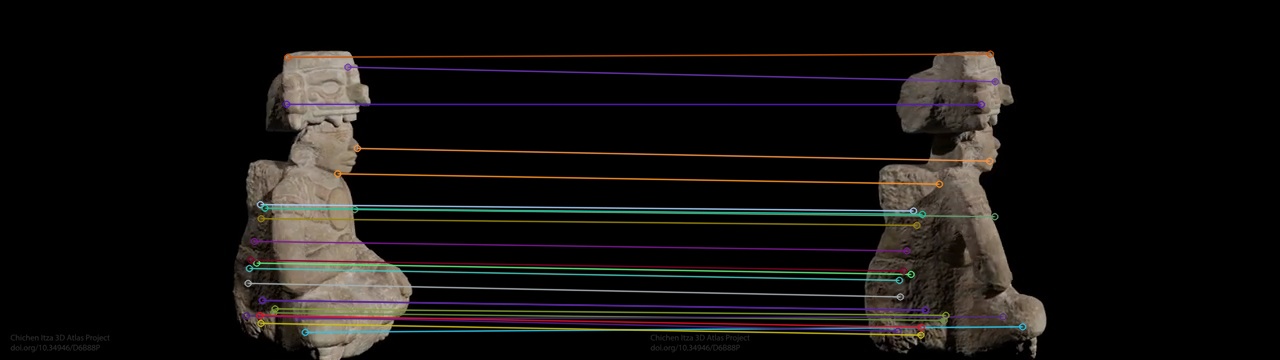 Chichen Itza 3D Atlas Project
doi.org/10.34946/D6B88P
Chichen Itza 3D Atlas Project
doi.org/10.34946/D6B88P